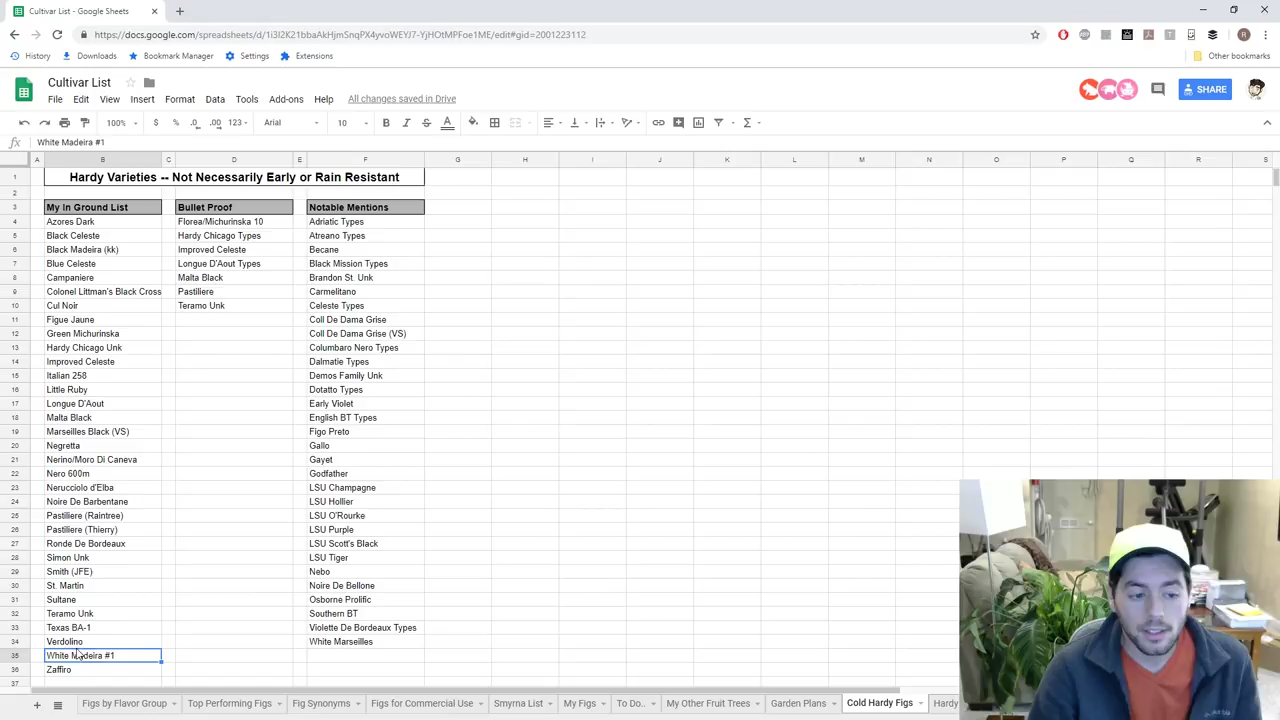 Cultivar List - Google Sheets
https://docs.google.com/spreadsheets/d/1i3I2K21bbaAkHjmSnqPX4yvoWEYJ7-YjHOtMPFoe1ME/edit#gid=2001223112
History Downloads Bookmark Manager Settings Extensions Other bookmarks
Cultivar List
File Edit View Insert Format Data Tools Add-ons Help All changes saved in Drive
SHARE
100% $ % .0 .00 123 Arial 10 B I S A
fx White Madeira #1
A B C D E F G H I J K L M N O P Q R S
1 Hardy Varieties -- Not Necessarily Early or Rain Resistant
2
3 My In Ground List Bullet Proof Notable Mentions
4 Azores Dark Florea/Michurinska 10 Adriatic Types
5 Black Celeste Hardy Chicago Types Atreano Types
6 Black Madeira (kk) Improved Celeste Becane
7 Blue Celeste Longue D'Aout Types Black Mission Types
8 Campaniere Malta Black Brandon St. Unk
9 Colonel Littman's Black Cross Pastiliere Carmelitano
10 Cul Noir Teramo Unk Celeste Types
11 Figue Jaune Coll De Dama Grise
12 Green Michurinska Coll De Dama Grise (VS)
13 Hardy Chicago Unk Columbaro Nero Types
14 Improved Celeste Dalmatie Types
15 Italian 258 Demos Family Unk
16 Little Ruby Dotatto Types
17 Longue D'Aout Early Violet
18 Malta Black English BT Types
19 Marseilles Black (VS) Figo Preto
20 Negretta Gallo
21 Nerino/Moro Di Caneva Gayet
22 Nero 600m Godfather
23 Nerucciolo d'Elba LSU Champagne
24 Noire De Barbentane LSU Hollier
25 Pastiliere (Raintree) LSU O'Rourke
26 Pastiliere (Thierry) LSU Purple
27 Ronde De Bordeaux LSU Scott's Black
28 Simon Unk LSU Tiger
29 Smith (JFE) Nebo
30 St. Martin Noire De Bellone
31 Sultane Osborne Prolific
32 Teramo Unk Southern BT
33 Texas BA-1 Violette De Bordeaux Types
34 Verdolino White Marseilles
35 White Madeira #1
36 Zaffiro
37
Figs by Flavor Group Top Performing Figs Fig Synonyms Figs for Commercial Use Smyrna List My Figs To Do.. My Other Fruit Trees Garden Plans Cold Hardy Figs Hardy